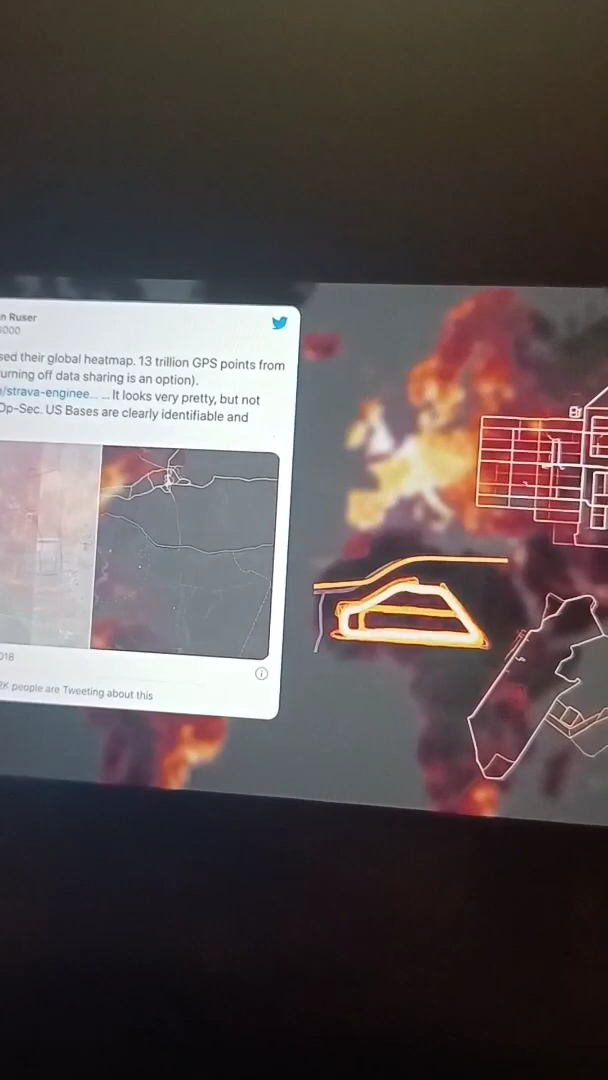 n Ruser
000
sed their global heatmap. 13 trillion GPS points from
urning off data sharing is an option).
/strava-enginee... ... It looks very pretty, but not
Op-Sec. US Bases are clearly identifiable and
018
K people are Tweeting about this